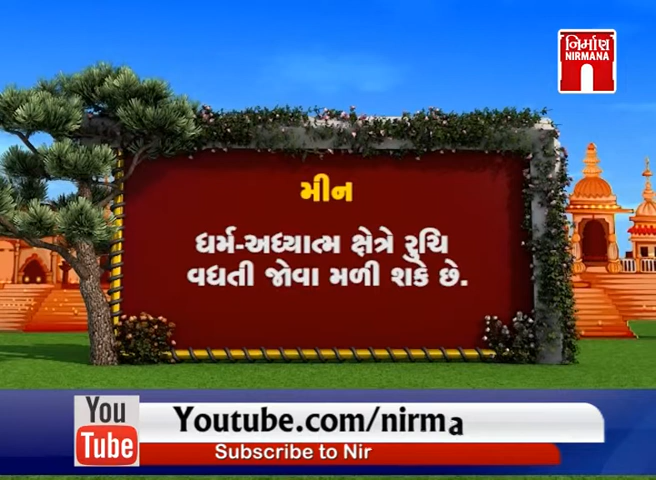 નિર્માણ
NIRMANA
મીન
ધર્મ-અધ્યાત્મ ક્ષેત્રે રુચિ
વધતી જોવા મળી શકે છે.
You
Tube
Youtube.com/nirma
Subscribe to Nir